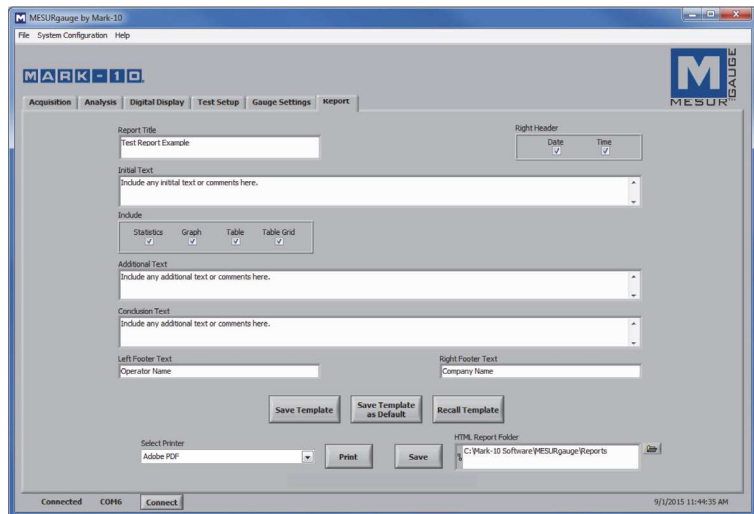 MESURgauge by Mark-10
File System Configuration Help
MARK-10
MESUR GAUGE
Acquisition Analysis Digital Display Test Setup Gauge Settings Report
Report Title
Test Report Example
Right Header
Date Time
Initial Text
Include any initital text or comments here.
Include
Statistics Graph Table Table Grid
Additional Text
Include any additional text or comments here.
Conclusion Text
Include any additional text or comments here.
Left Footer Text Right Footer Text
Operator Name Company Name
Save Template Save Template as Default Recall Template
Select Printer HTML Report Folder
Adobe PDF Print Save C:\Mark-10 Software\MESURgauge\Reports
Connected COM6 Connect 9/1/2015 11:44:35 AM